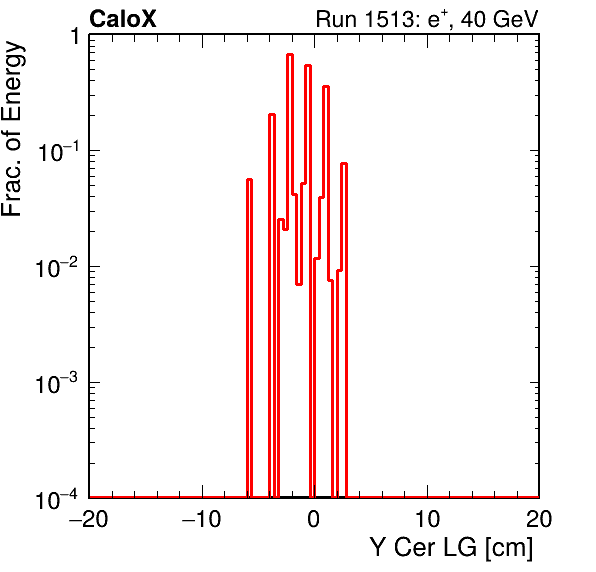 CaloX
Run 1513: e⁺, 40 GeV
Frac. of Energy
1
10⁻¹
10⁻²
10⁻³
10⁻⁴
−20
−10
0
10
20
Y Cer LG [cm]